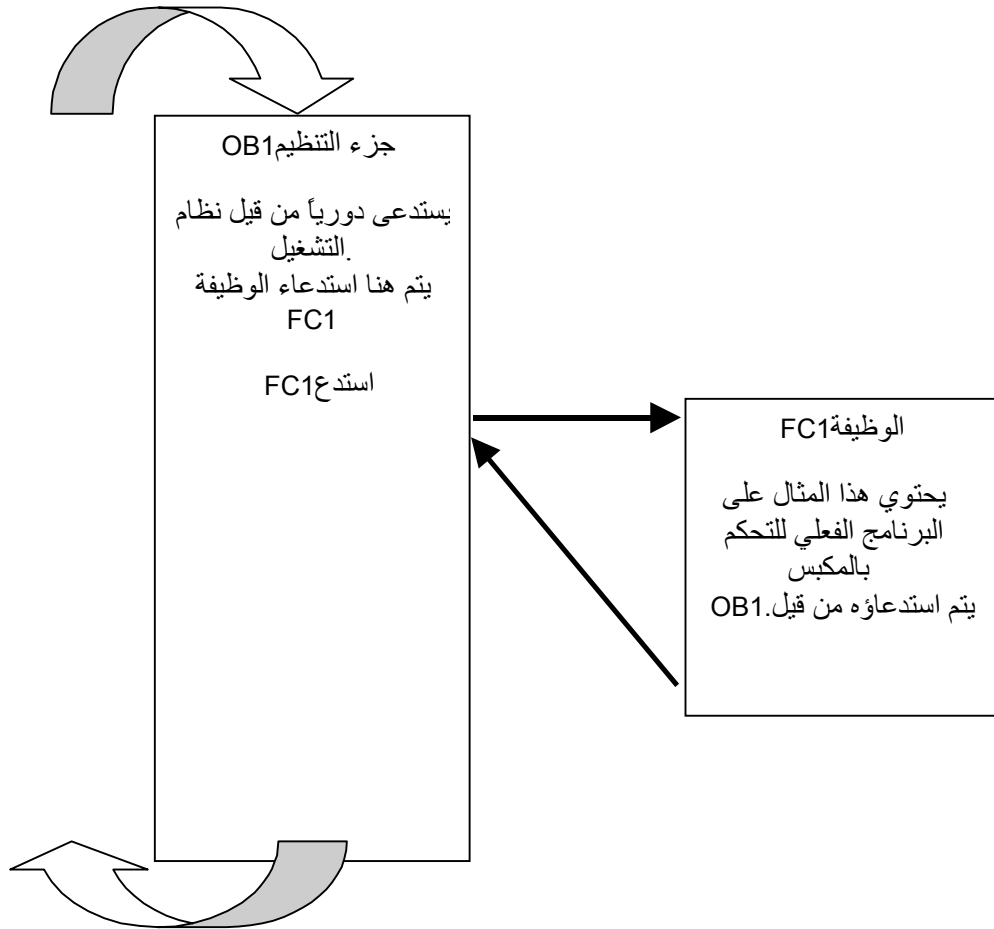 جزء التنظيمOB1
يستدعى دورياً من قيل نظام
التشغيل.
يتم هنا استدعاء الوظيفة
FC1
استدعFC1
الوظيفةFC1
يحتوي هذا المثال على
البرنامج الفعلي للتحكم
بالمكبس
يتم استدعاؤه من قيل.OB1